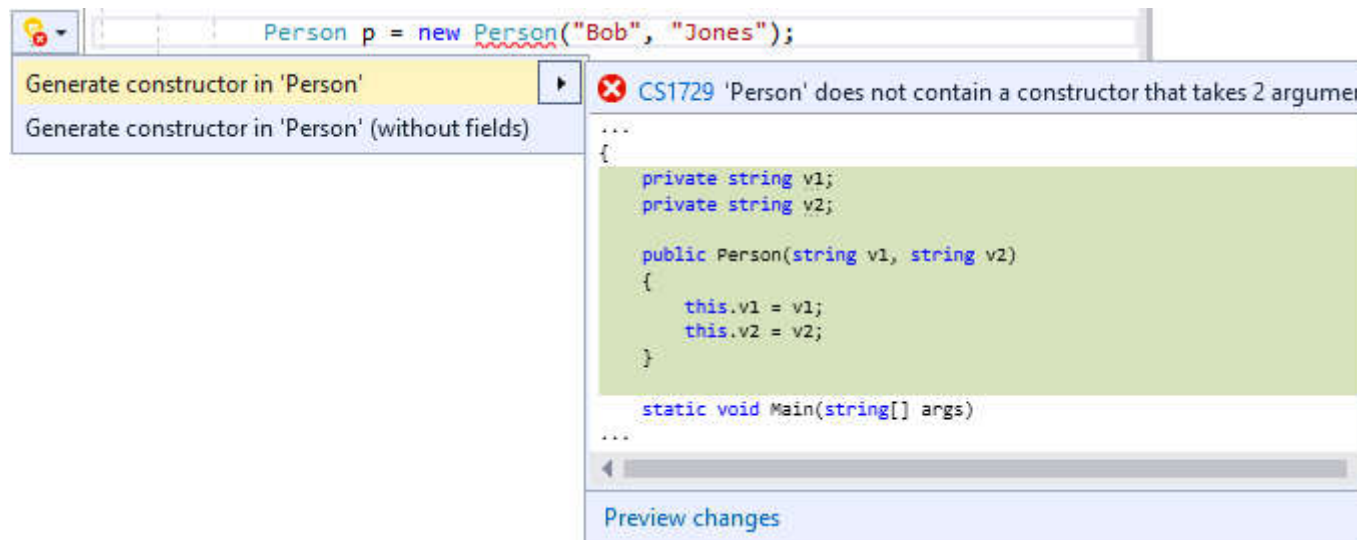 Person p = new Person("Bob", "Jones");
Generate constructor in 'Person'
Generate constructor in 'Person' (without fields)
CS1729 'Person' does not contain a constructor that takes 2 argumen
...
{
private string v1;
private string v2;
public Person(string v1, string v2)
{
this.v1 = v1;
this.v2 = v2;
}
static void Main(string[] args)
...
Preview changes